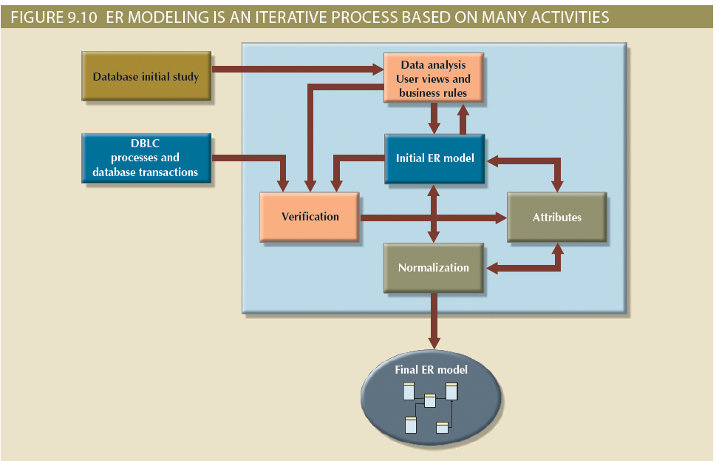 FIGURE 9.10 ER MODELING IS AN ITERATIVE PROCESS BASED ON MANY ACTIVITIES
Database initial study
Data analysis
User views and
business rules
DBLC
processes and
database transactions
Initial ER model
Verification
Attributes
Normalization
Final ER model